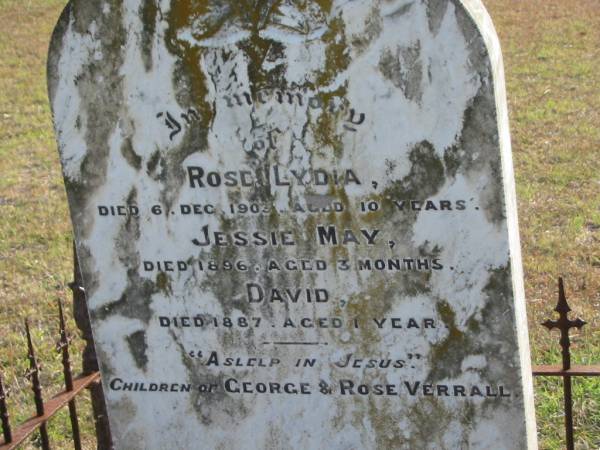 In memory
of
ROSE LYDIA,
DIED 6. DEC. AGED 10 YEARS.
JESSIE MAY,
DIED 1896. AGED 3 MONTHS.
DAVID,
DIED 1887. AGED 1 YEAR.
"ASLEEP IN JESUS".
CHILDREN OF GEORGE & ROSE VERRALL.